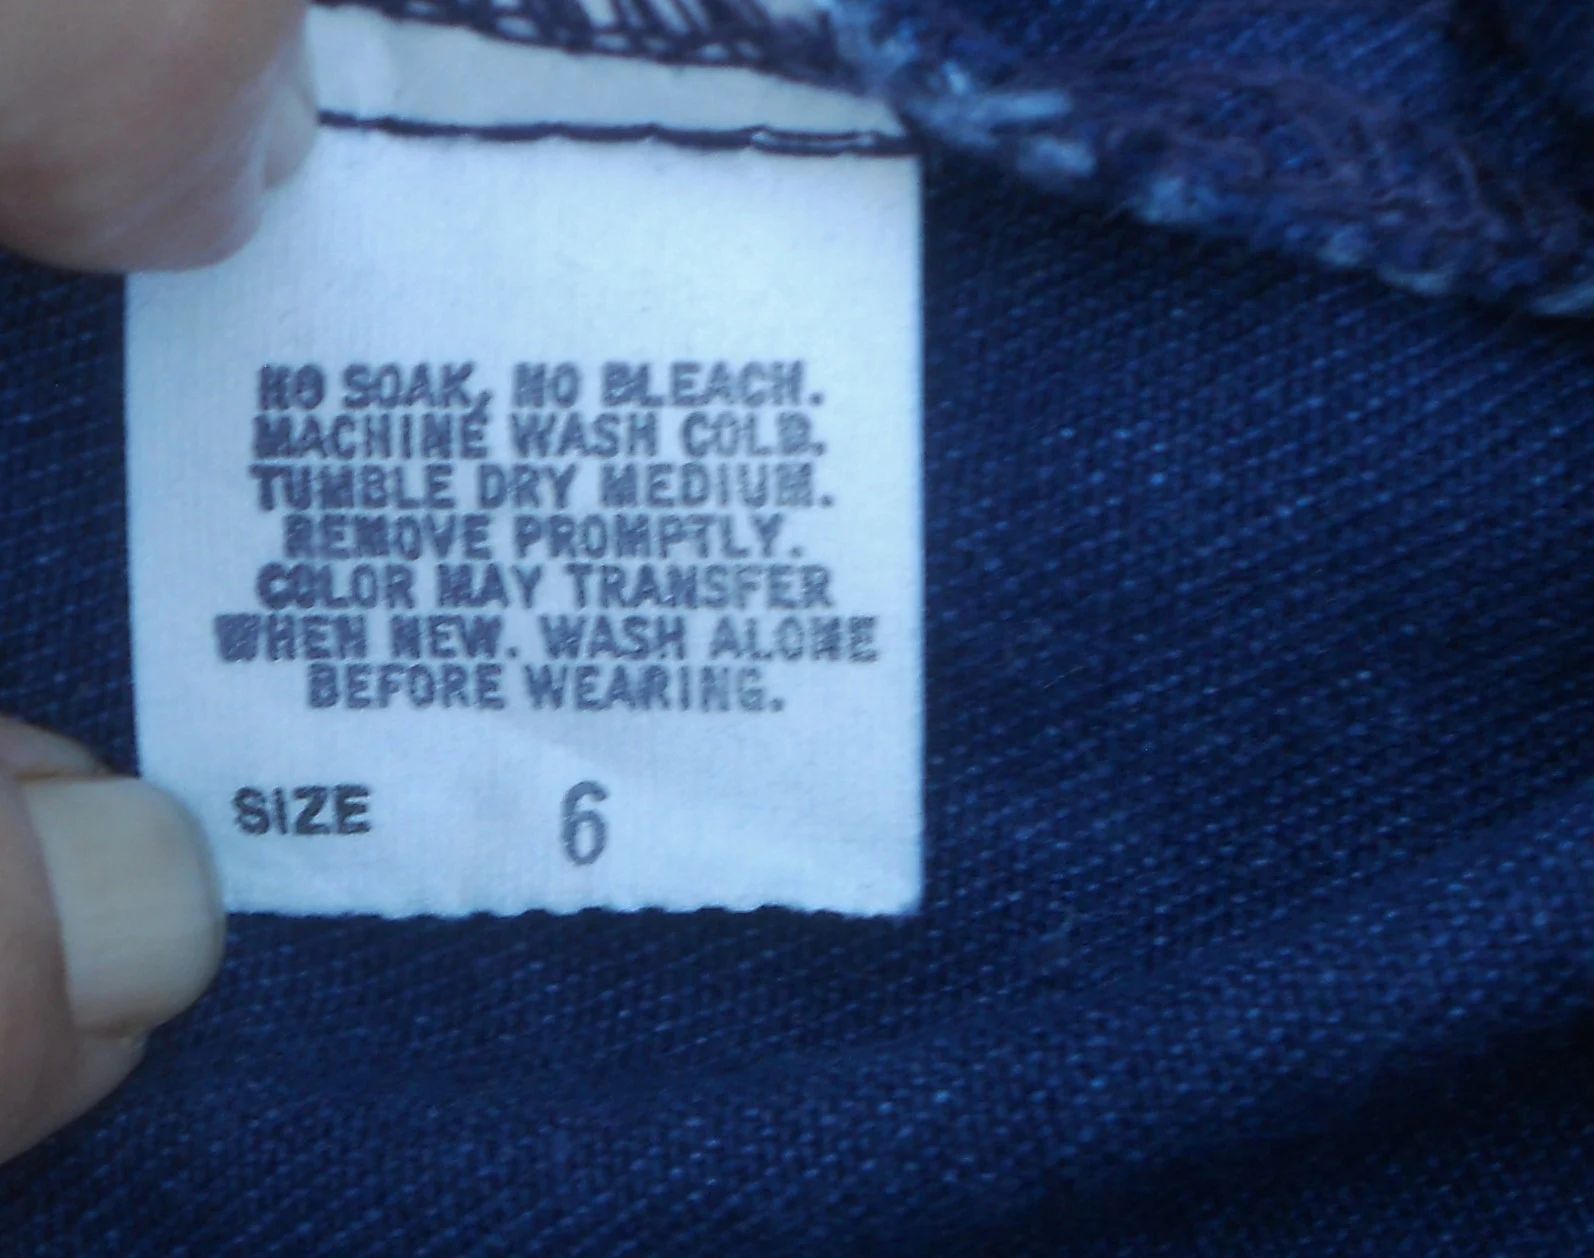 NO SOAK, NO BLEACH.
MACHINE WASH COLD.
TUMBLE DRY MEDIUM.
REMOVE PROMPTLY.
COLOR MAY TRANSFER
WHEN NEW. WASH ALONE
BEFORE WEARING.
SIZE 6